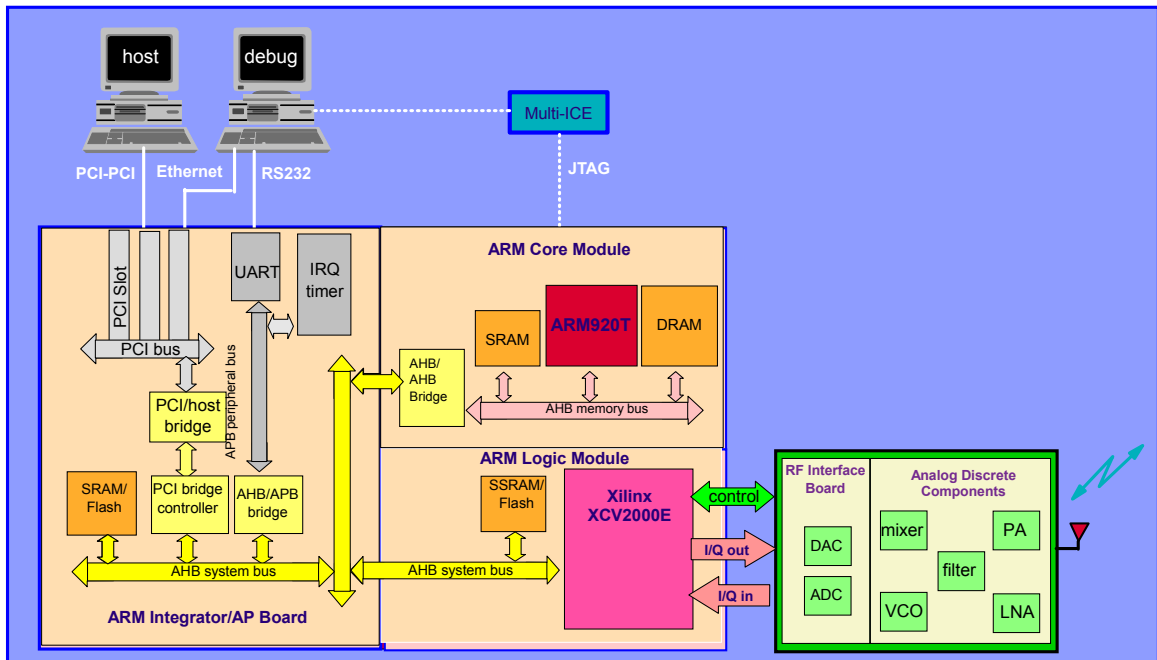 host
debug
Multi-ICE
PCI-PCI
Ethernet
RS232
JTAG
PCI Slot
UART
IRQ
timer
PCI bus
APB peripheral bus
PCI/host
bridge
SRAM/
Flash
PCI bridge
controller
AHB/APB
bridge
AHB system bus
ARM Integrator/AP Board
ARM Core Module
SRAM
ARM920T
DRAM
AHB/
AHB
Bridge
AHB memory bus
ARM Logic Module
SSRAM/
Flash
Xilinx
XCV2000E
AHB system bus
control
I/Q out
I/Q in
RF Interface
Board
DAC
ADC
Analog Discrete
Components
mixer
PA
filter
VCO
LNA